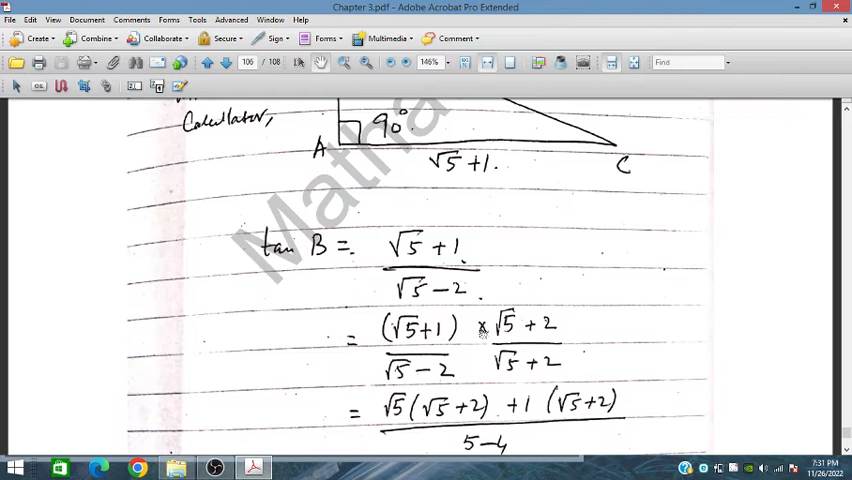 Chapter 3.pdf - Adobe Acrobat Pro Extended
File Edit View Document Comments Forms Tools Advanced Window Help
Create Combine Collaborate Secure Sign Forms Multimedia Comment
106 / 108 146% Find
Calculator,
90°.
A
√5 +1.
C
Matha
tan B = √5 +1 / √5 −2.
= (√5+1) / √5 −2 × √5 +2 / √5 +2
= √5(√5+2) +1 (√5+2) / 5−4
7:31 PM
11/26/2022